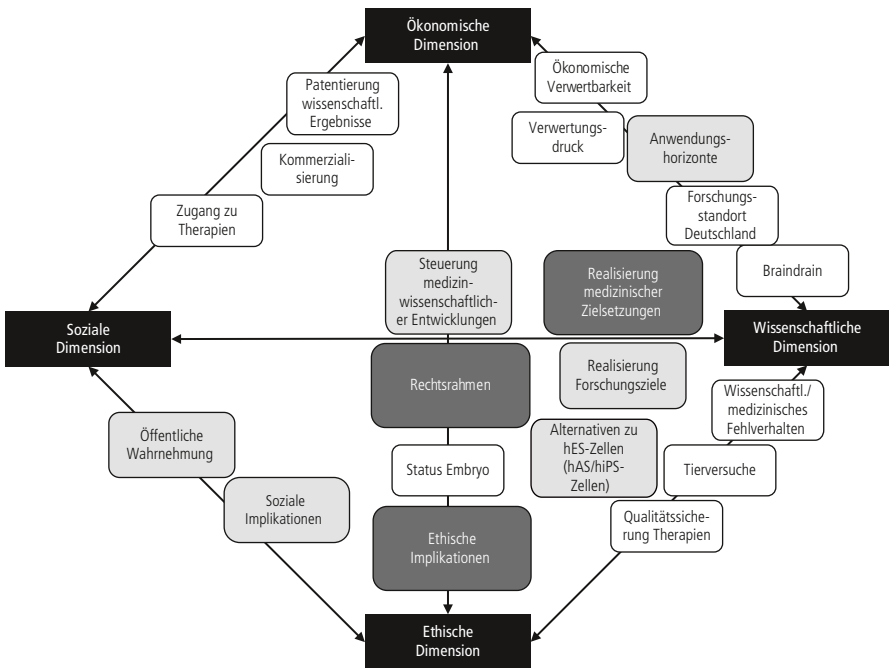 Ökonomische
Dimension
Ökonomische
Verwertbarkeit
Patentierung
wissenschaftl.
Ergebnisse
Verwertungs-
druck
Anwendungs-
horizonte
Kommerziali-
sierung
Zugang zu
Therapien
Forschungs-
standort
Deutschland
Braindrain
Steuerung
medizin-
wissenschaftlich-
er Entwicklungen
Realisierung
medizinischer
Zielsetzungen
Soziale
Dimension
Wissenschaftliche
Dimension
Rechtsrahmen
Realisierung
Forschungsziele
Wissenschaftl./
medizinisches
Fehlverhalten
Öffentliche
Wahrnehmung
Status Embryo
Alternativen zu
hES-Zellen
(hAS/hiPS-
Zellen)
Tierversuche
Soziale
Implikationen
Qualitätssiche-
rung Therapien
Ethische
Implikationen
Ethische
Dimension